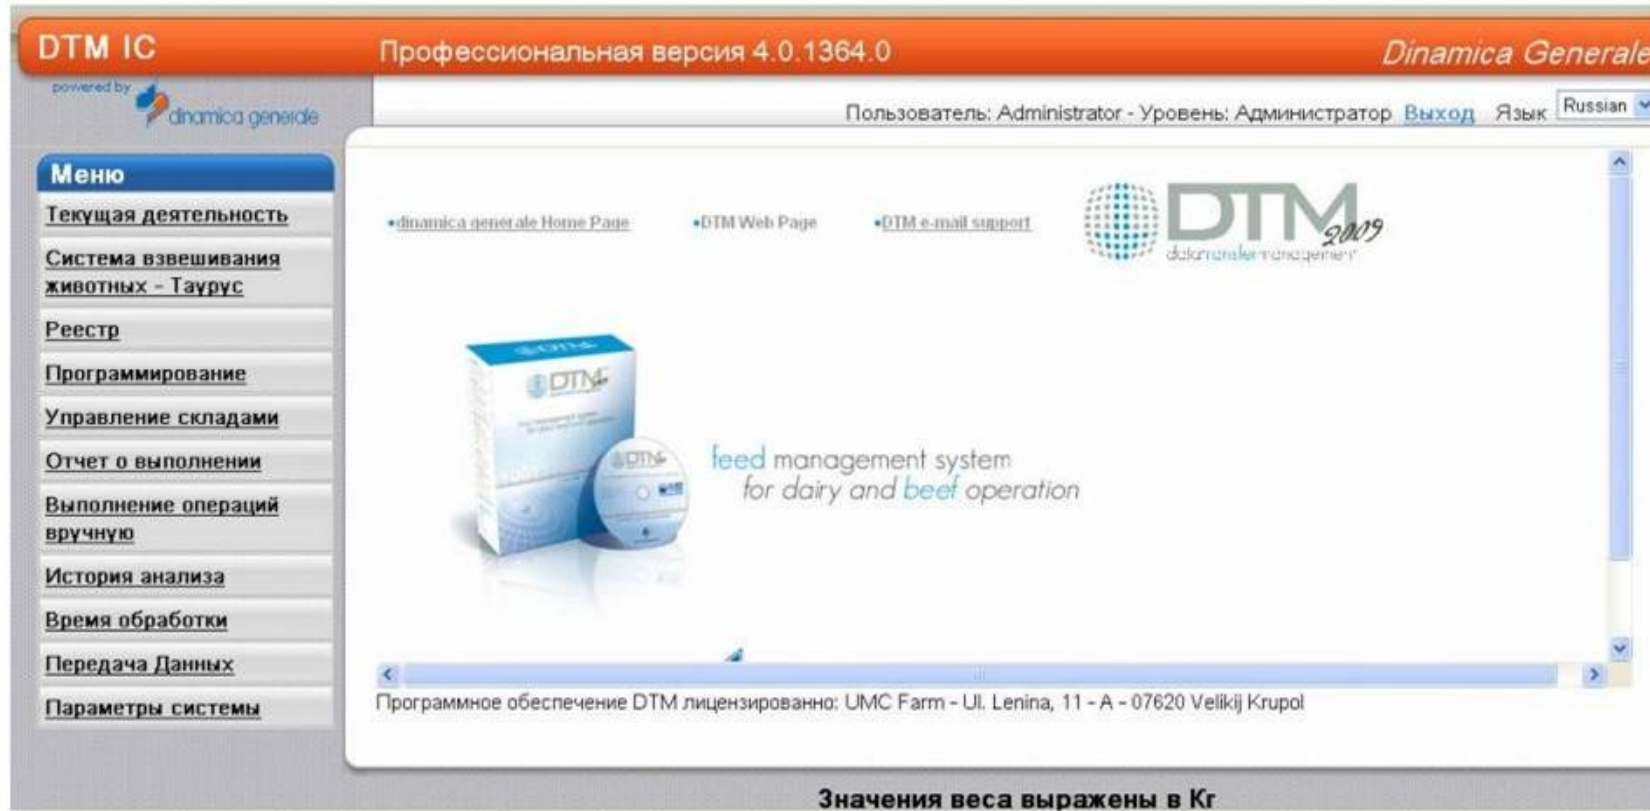 DTM IC
Профессиональная версия 4.0.1364.0
Dinamica Generale
powered by
dinamica generale
Пользователь: Administrator - Уровень: Администратор Выход Язык Russian
Меню
Текущая деятельность
Система взвешивания
животных - Таурус
Реестр
Программирование
Управление складами
Отчет о выполнении
Выполнение операций
вручную
История анализа
Время обработки
Передача Данных
Параметры системы
•dinamica generale Home Page •DTM Web Page •DTM e-mail support
DTM
2009
datatransfermanagement
DTM
DTM
feed management system
for dairy and beef operation
Программное обеспечение DTM лицензированно: UMC Farm - Ul. Lenina, 11 - A - 07620 Velikij Krupol
Значения веса выражены в Кг